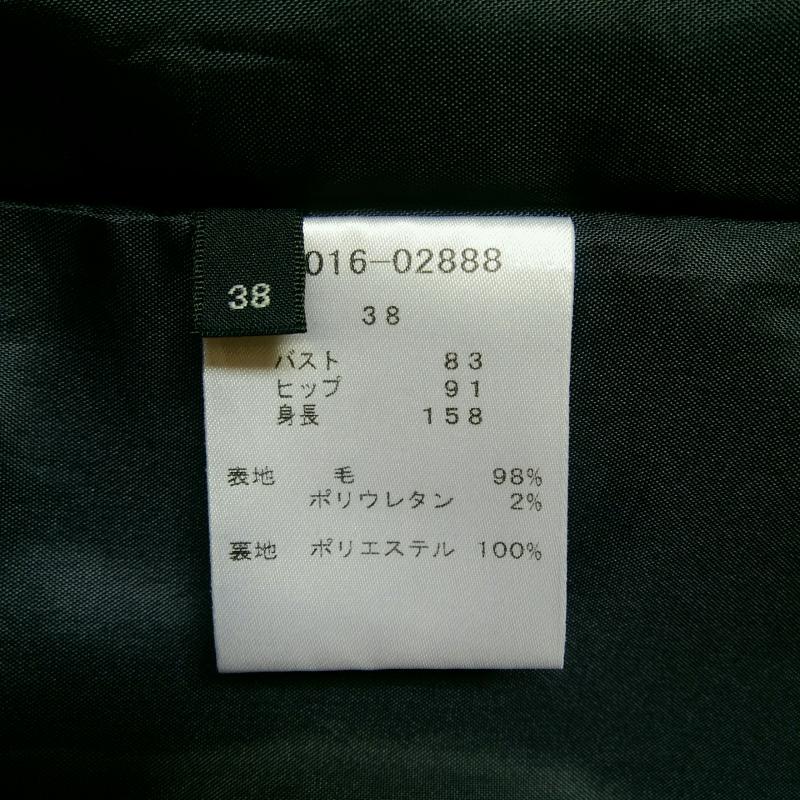 016-02888
38
38
バスト 83
ヒップ 91
身長 158
表地 毛 98%
ポリウレタン 2%
裏地 ポリエステル 100%